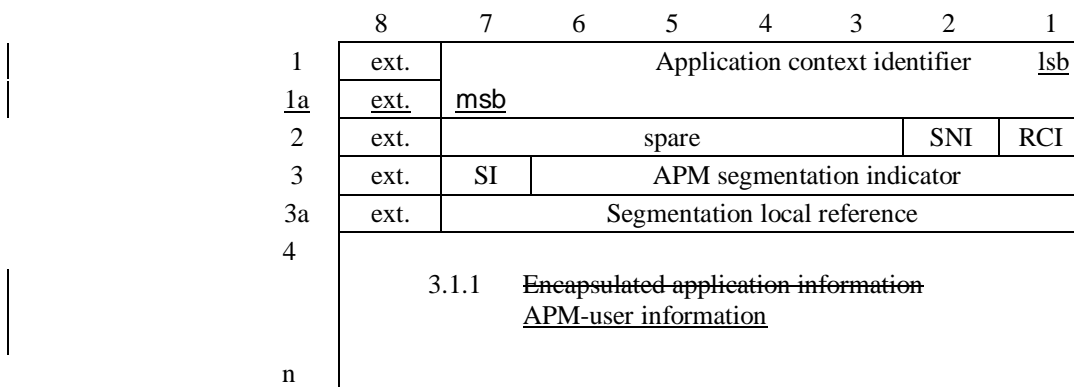 8 7 6 5 4 3 2 1
1 ext. Application context identifier lsb
1a ext. msb
2 ext. spare SNI RCI
3 ext. SI APM segmentation indicator
3a ext. Segmentation local reference
4
3.1.1 Encapsulated application information
APM-user information
n